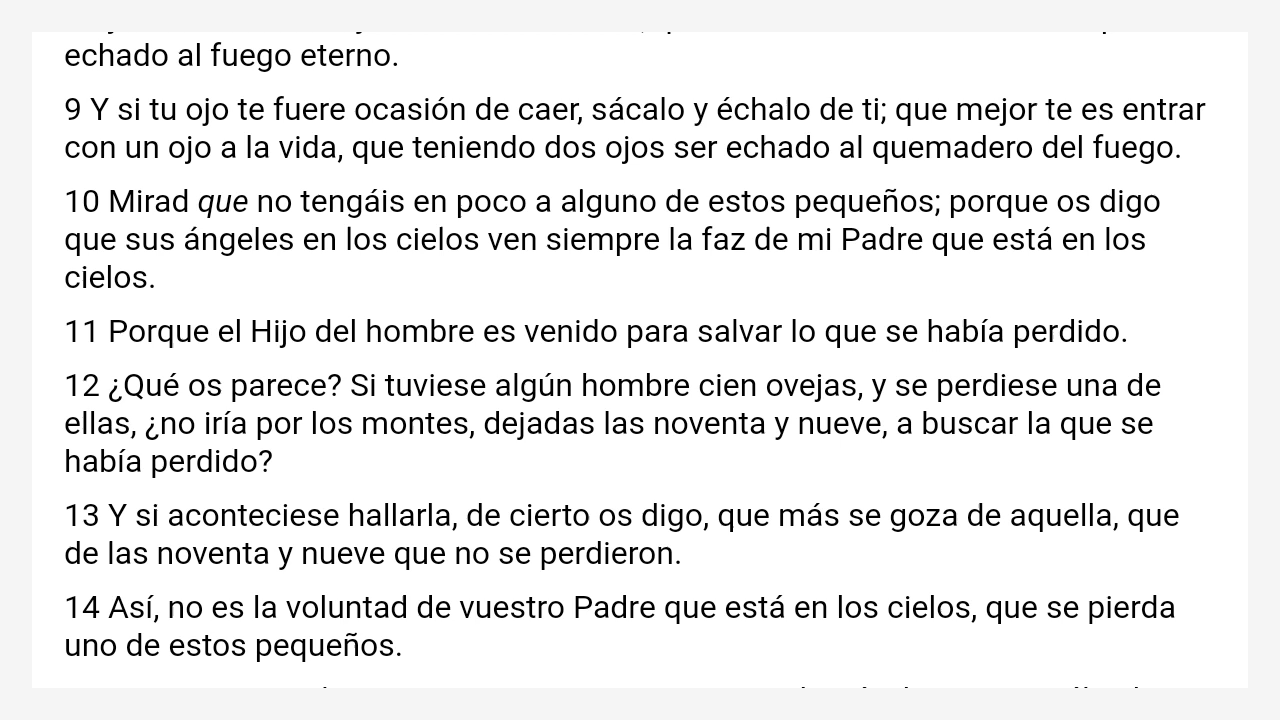 echado al fuego eterno.
9 Y si tu ojo te fuere ocasión de caer, sácalo y échalo de ti; que mejor te es entrar
con un ojo a la vida, que teniendo dos ojos ser echado al quemadero del fuego.
10 Mirad que no tengáis en poco a alguno de estos pequeños; porque os digo
que sus ángeles en los cielos ven siempre la faz de mi Padre que está en los
cielos.
11 Porque el Hijo del hombre es venido para salvar lo que se había perdido.
12 ¿Qué os parece? Si tuviese algún hombre cien ovejas, y se perdiese una de
ellas, ¿no iría por los montes, dejadas las noventa y nueve, a buscar la que se
había perdido?
13 Y si aconteciese hallarla, de cierto os digo, que más se goza de aquella, que
de las noventa y nueve que no se perdieron.
14 Así, no es la voluntad de vuestro Padre que está en los cielos, que se pierda
uno de estos pequeños.